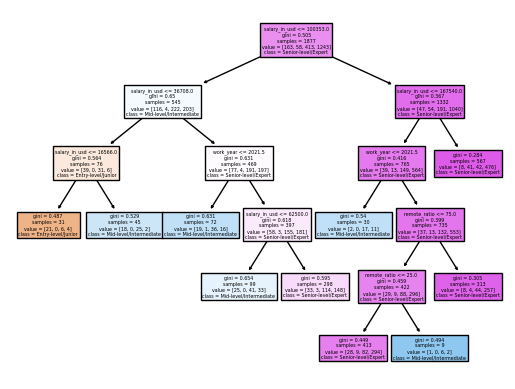 salary_in_usd <= 100353.0
gini = 0.505
samples = 1877
value = [163, 58, 413, 1243]
class = Senior-level/Expert
salary_in_usd <= 36708.0
gini = 0.65
samples = 545
value = [116, 4, 222, 203]
class = Mid-level/Intermediate
salary_in_usd <= 167540.0
gini = 0.367
samples = 1332
value = [47, 54, 191, 1040]
class = Senior-level/Expert
salary_in_usd <= 16566.0
gini = 0.564
samples = 76
value = [39, 0, 31, 6]
class = Entry-level/Junior
work_year <= 2021.5
gini = 0.631
samples = 469
value = [77, 4, 191, 197]
class = Senior-level/Expert
work_year <= 2021.5
gini = 0.416
samples = 765
value = [39, 13, 149, 564]
class = Senior-level/Expert
gini = 0.284
samples = 567
value = [8, 41, 42, 476]
class = Senior-level/Expert
gini = 0.487
samples = 31
value = [21, 0, 6, 4]
class = Entry-level/Junior
gini = 0.529
samples = 45
value = [18, 0, 25, 2]
class = Mid-level/Intermediate
gini = 0.631
samples = 72
value = [19, 1, 36, 16]
class = Mid-level/Intermediate
salary_in_usd <= 62500.0
gini = 0.618
samples = 397
value = [58, 3, 155, 181]
class = Senior-level/Expert
gini = 0.54
samples = 30
value = [2, 0, 17, 11]
class = Mid-level/Intermediate
remote_ratio <= 75.0
gini = 0.399
samples = 735
value = [37, 13, 132, 553]
class = Senior-level/Expert
gini = 0.654
samples = 99
value = [25, 0, 41, 33]
class = Mid-level/Intermediate
gini = 0.595
samples = 298
value = [33, 3, 114, 148]
class = Senior-level/Expert
remote_ratio <= 25.0
gini = 0.459
samples = 422
value = [29, 9, 88, 296]
class = Senior-level/Expert
gini = 0.305
samples = 313
value = [8, 4, 44, 257]
class = Senior-level/Expert
gini = 0.449
samples = 413
value = [28, 9, 82, 294]
class = Senior-level/Expert
gini = 0.494
samples = 9
value = [1, 0, 6, 2]
class = Mid-level/Intermediate